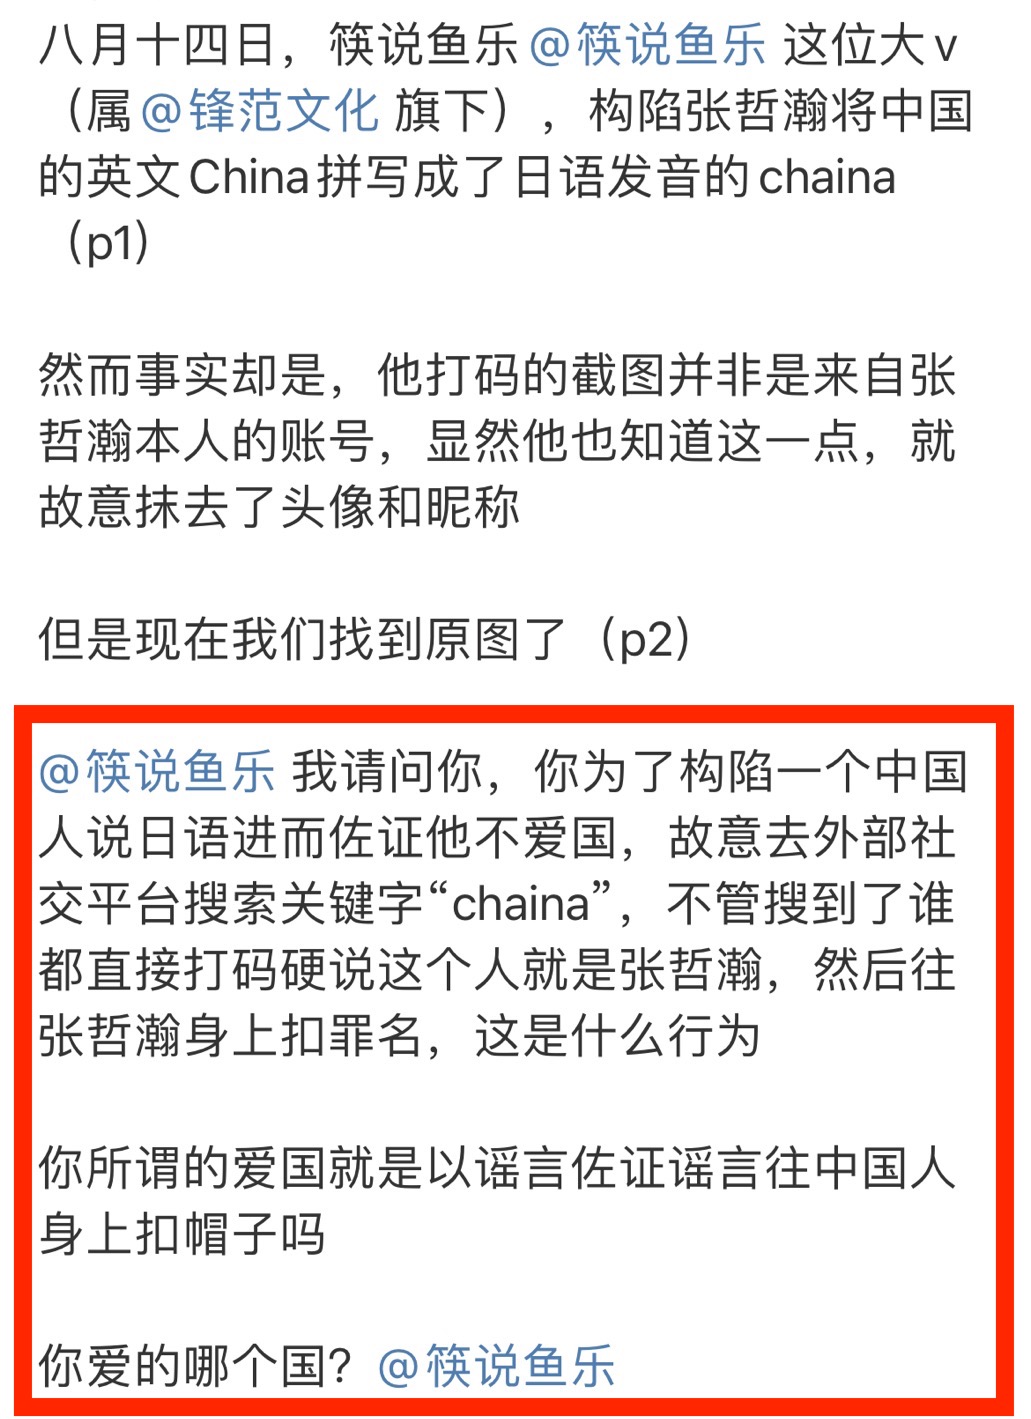 八月十四日，筷说鱼乐@筷说鱼乐 这位大v
（属@锋范文化 旗下），构陷张哲瀚将中国
的英文China拼写成了日语发音的chaina
（p1）
然而事实却是，他打码的截图并非是来自张
哲瀚本人的账号，显然他也知道这一点，就
故意抹去了头像和昵称
但是现在我们找到原图了（p2）
@筷说鱼乐 我请问你，你为了构陷一个中国
人说日语进而佐证他不爱国，故意去外部社
交平台搜索关键字“chaina”，不管搜到了谁
都直接打码硬说这个人就是张哲瀚，然后往
张哲瀚身上扣罪名，这是什么行为
你所谓的爱国就是以谣言佐证谣言往中国人
身上扣帽子吗
你爱的哪个国？@筷说鱼乐